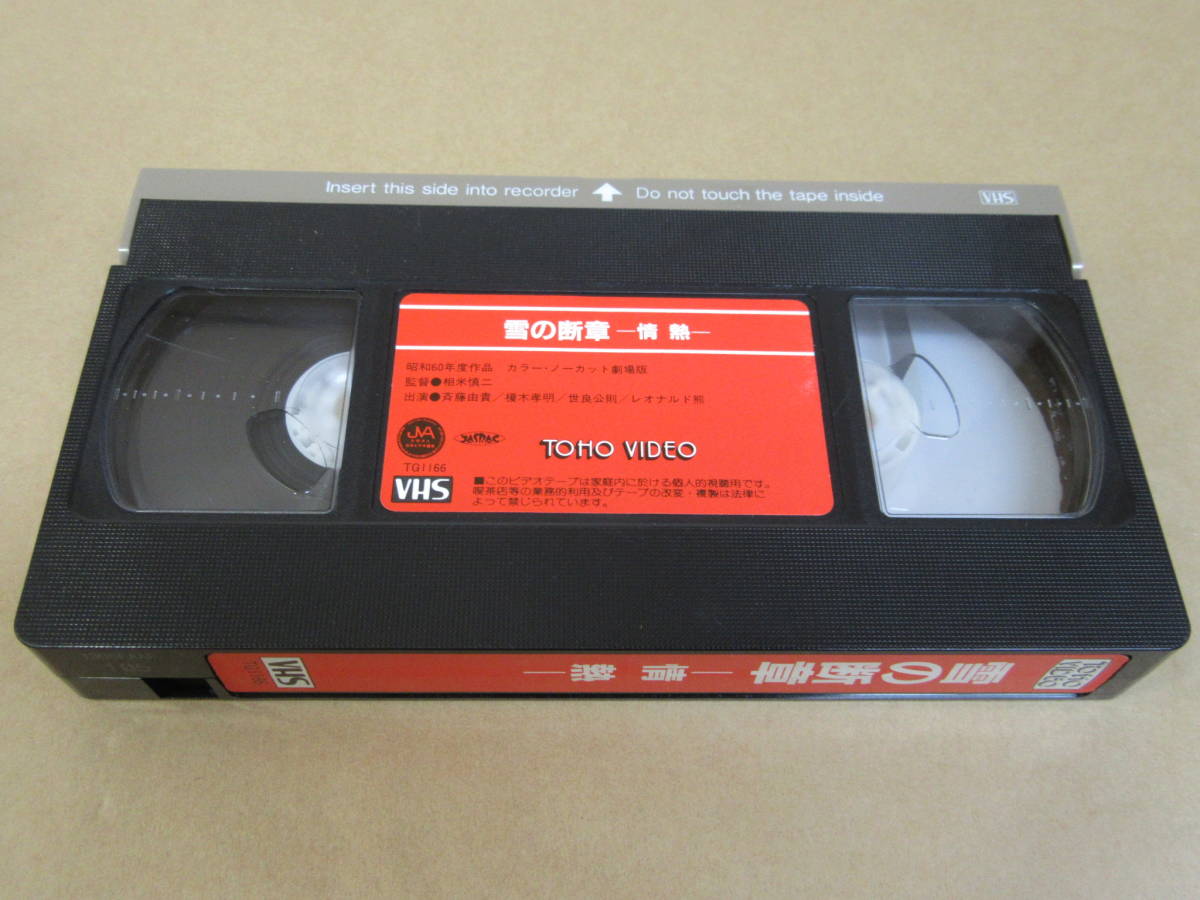 Insert this side into recorder Do not touch the tape inside VHS
雪の断章 ―情 熱―
昭和60年度作品 カラー・ノーカット劇場版
監督●相米慎二
出演●斉藤由貴／榎木孝明／世良公則／レオナルド熊
JVA
JASRAC
TOHO VIDEO
TG1166
VHS
■このビデオテープは家庭内に於ける個人的視聴用です。
喫茶店等の業務的利用及びテープの改変・複製は法律に
よって禁じられています。
TOHO VIDEO
雪の断章 ―情 熱―
VHS
TG1166